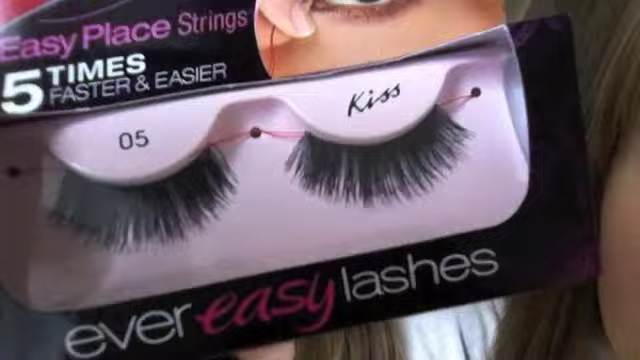 Easy Place Strings
5 TIMES
FASTER & EASIER
05
Kiss
ever easy lashes